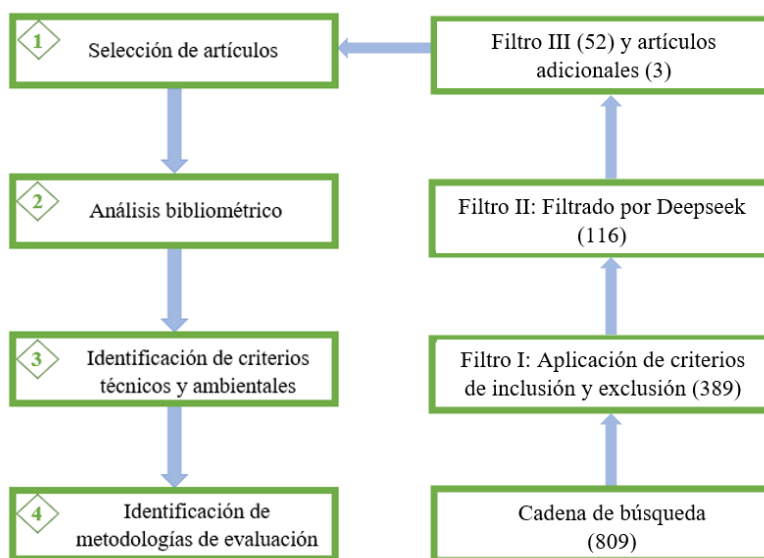 1
Selección de artículos
Filtro III (52) y artículos
adicionales (3)
2
Análisis bibliométrico
Filtro II: Filtrado por Deepseek
(116)
3
Identificación de criterios
técnicos y ambientales
Filtro I: Aplicación de criterios
de inclusión y exclusión (389)
4
Identificación de
metodologías de evaluación
Cadena de búsqueda
(809)